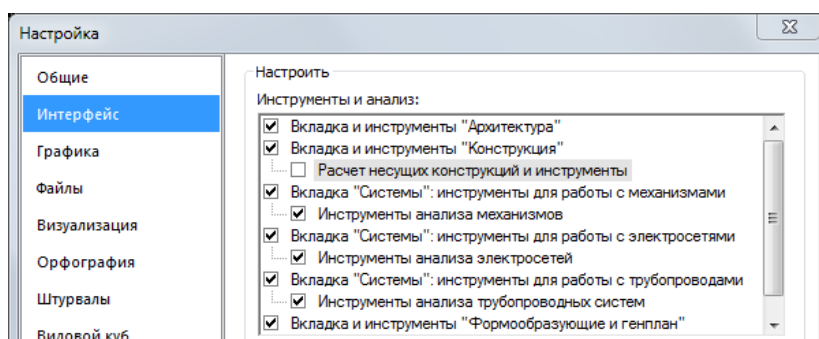 Настройка
Общие
Интерфейс
Графика
Файлы
Визуализация
Орфография
Штурвалы
Видовой куб
Настроить
Инструменты и анализ:
Вкладка и инструменты "Архитектура"
Вкладка и инструменты "Конструкция"
Расчет несущих конструкций и инструменты
Вкладка "Системы": инструменты для работы с механизмами
Инструменты анализа механизмов
Вкладка "Системы": инструменты для работы с электросетями
Инструменты анализа электросетей
Вкладка "Системы": инструменты для работы с трубопроводами
Инструменты анализа трубопроводных систем
Вкладка и инструменты "Формообразующие и генплан"